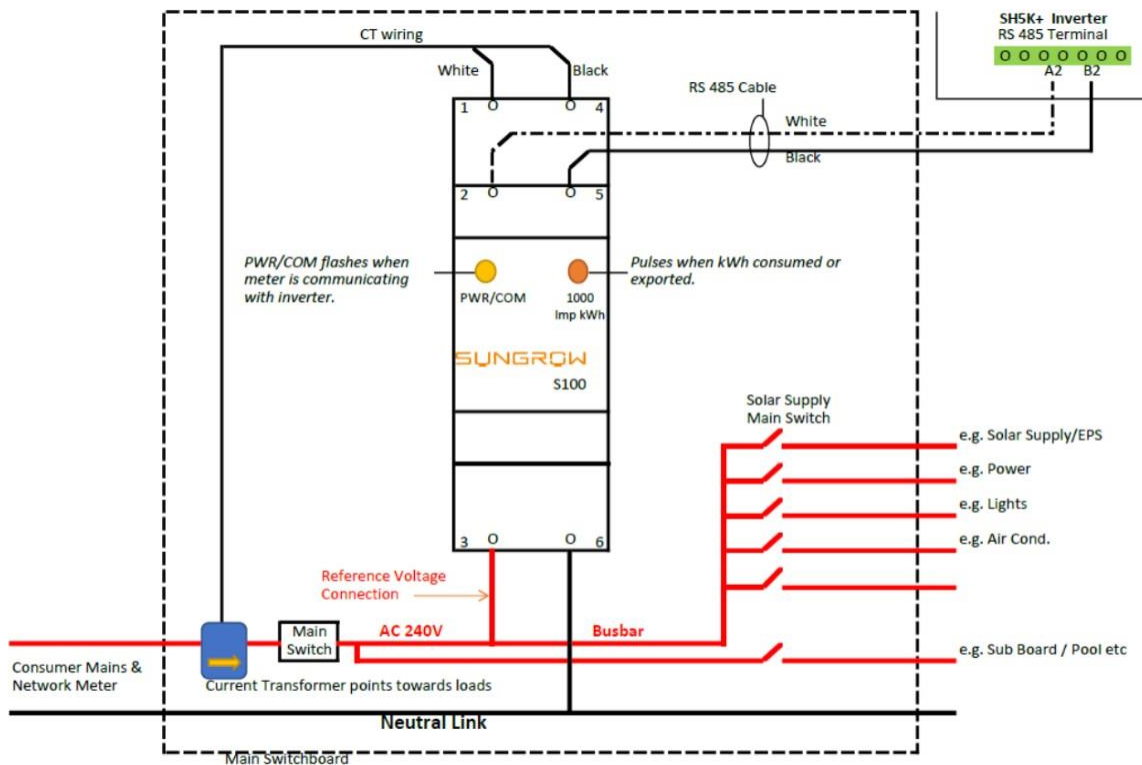 SH5K+ Inverter
RS 485 Terminal
O O O O O O O
A2 B2
CT wiring
White
Black
RS 485 Cable
White
Black
1 O O 4
2 O O 5
PWR/COM flashes when
meter is communicating
with inverter.
Pulses when kWh consumed or
exported.
PWR/COM
1000
Imp kWh
SUNGROW
S100
Solar Supply
Main Switch
e.g. Solar Supply/EPS
e.g. Power
e.g. Lights
e.g. Air Cond.
3 O O 6
Reference Voltage
Connection
Main
Switch
AC 240V
Busbar
e.g. Sub Board / Pool etc
Consumer Mains &
Network Meter
Current Transformer points towards loads
Neutral Link
Main Switchboard